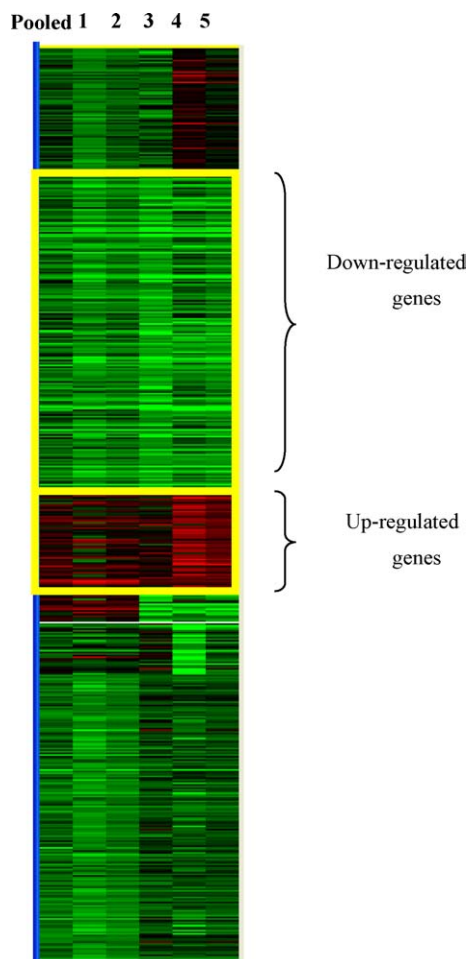 Pooled 1 2 3 4 5
Down-regulated
genes
Up-regulated
genes